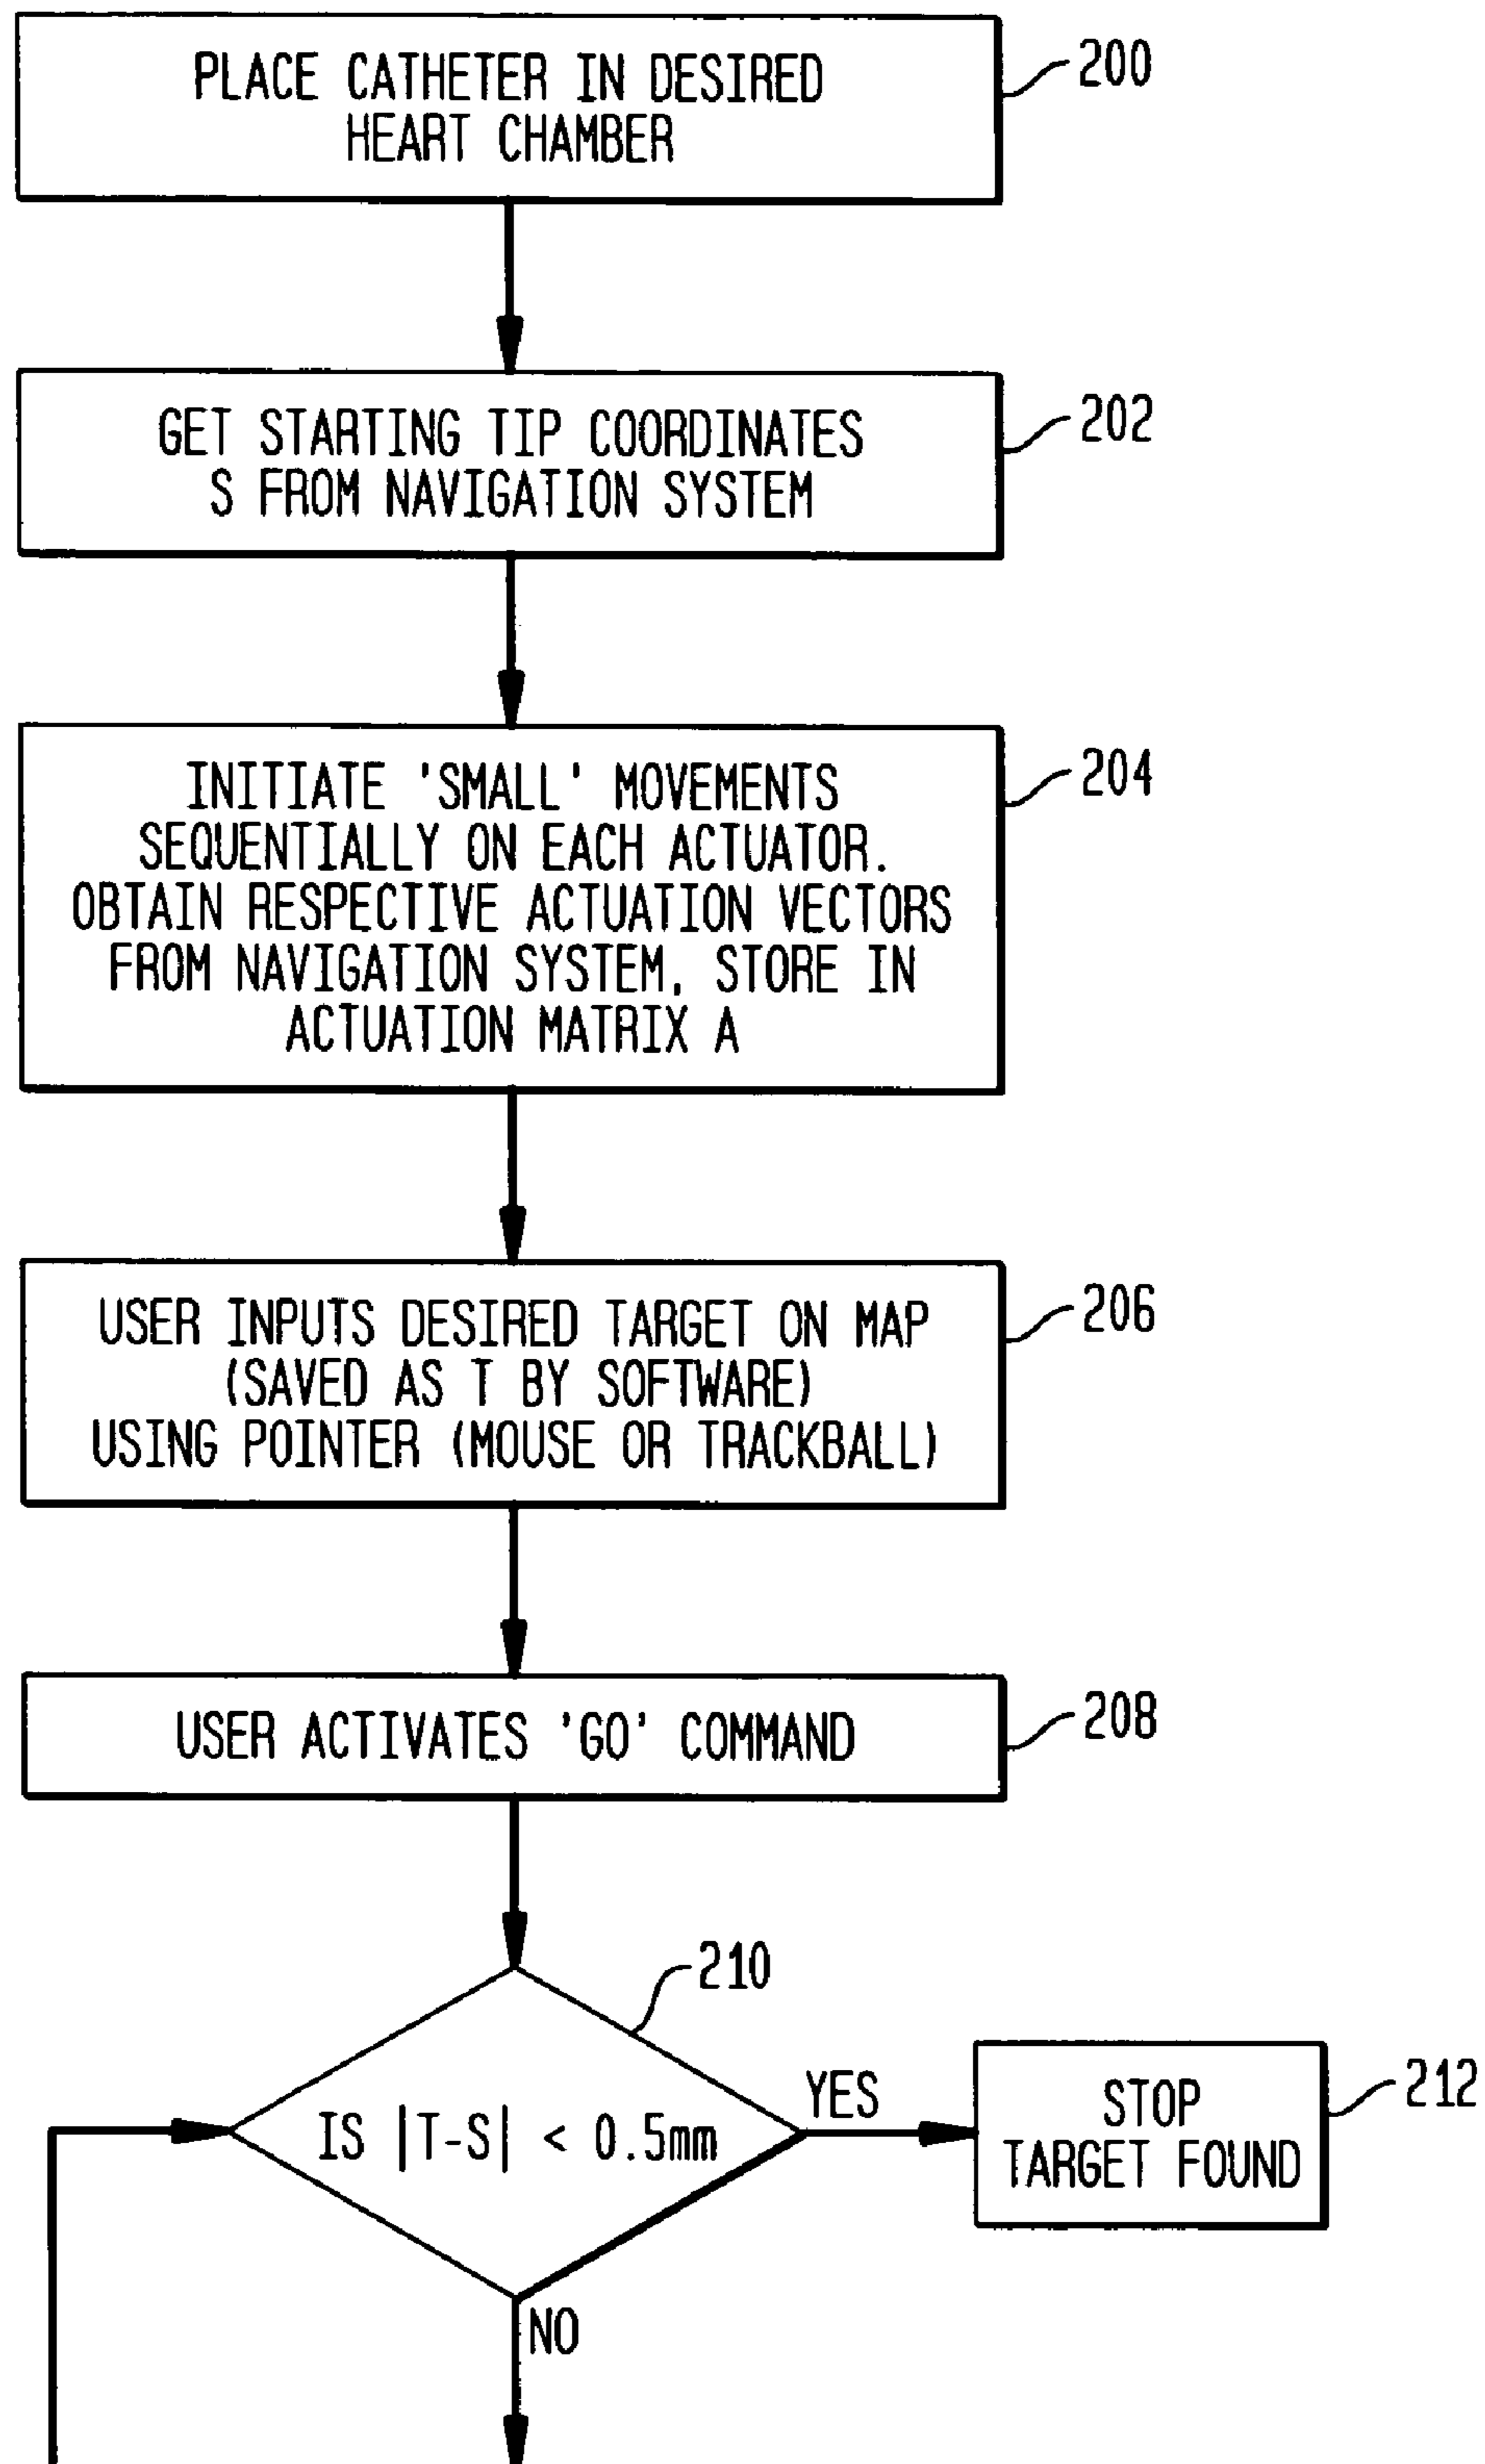 PLACE CATHETER IN DESIRED
HEART CHAMBER
200
GET STARTING TIP COORDINATES
S FROM NAVIGATION SYSTEM
202
INITIATE 'SMALL' MOVEMENTS
SEQUENTIALLY ON EACH ACTUATOR.
OBTAIN RESPECTIVE ACTUATION VECTORS
FROM NAVIGATION SYSTEM, STORE IN
ACTUATION MATRIX A
204
USER INPUTS DESIRED TARGET ON MAP
(SAVED AS T BY SOFTWARE)
USING POINTER (MOUSE OR TRACKBALL)
206
USER ACTIVATES 'GO' COMMAND
208
210
IS |T-S| < 0.5mm
YES
STOP
TARGET FOUND
212
NO